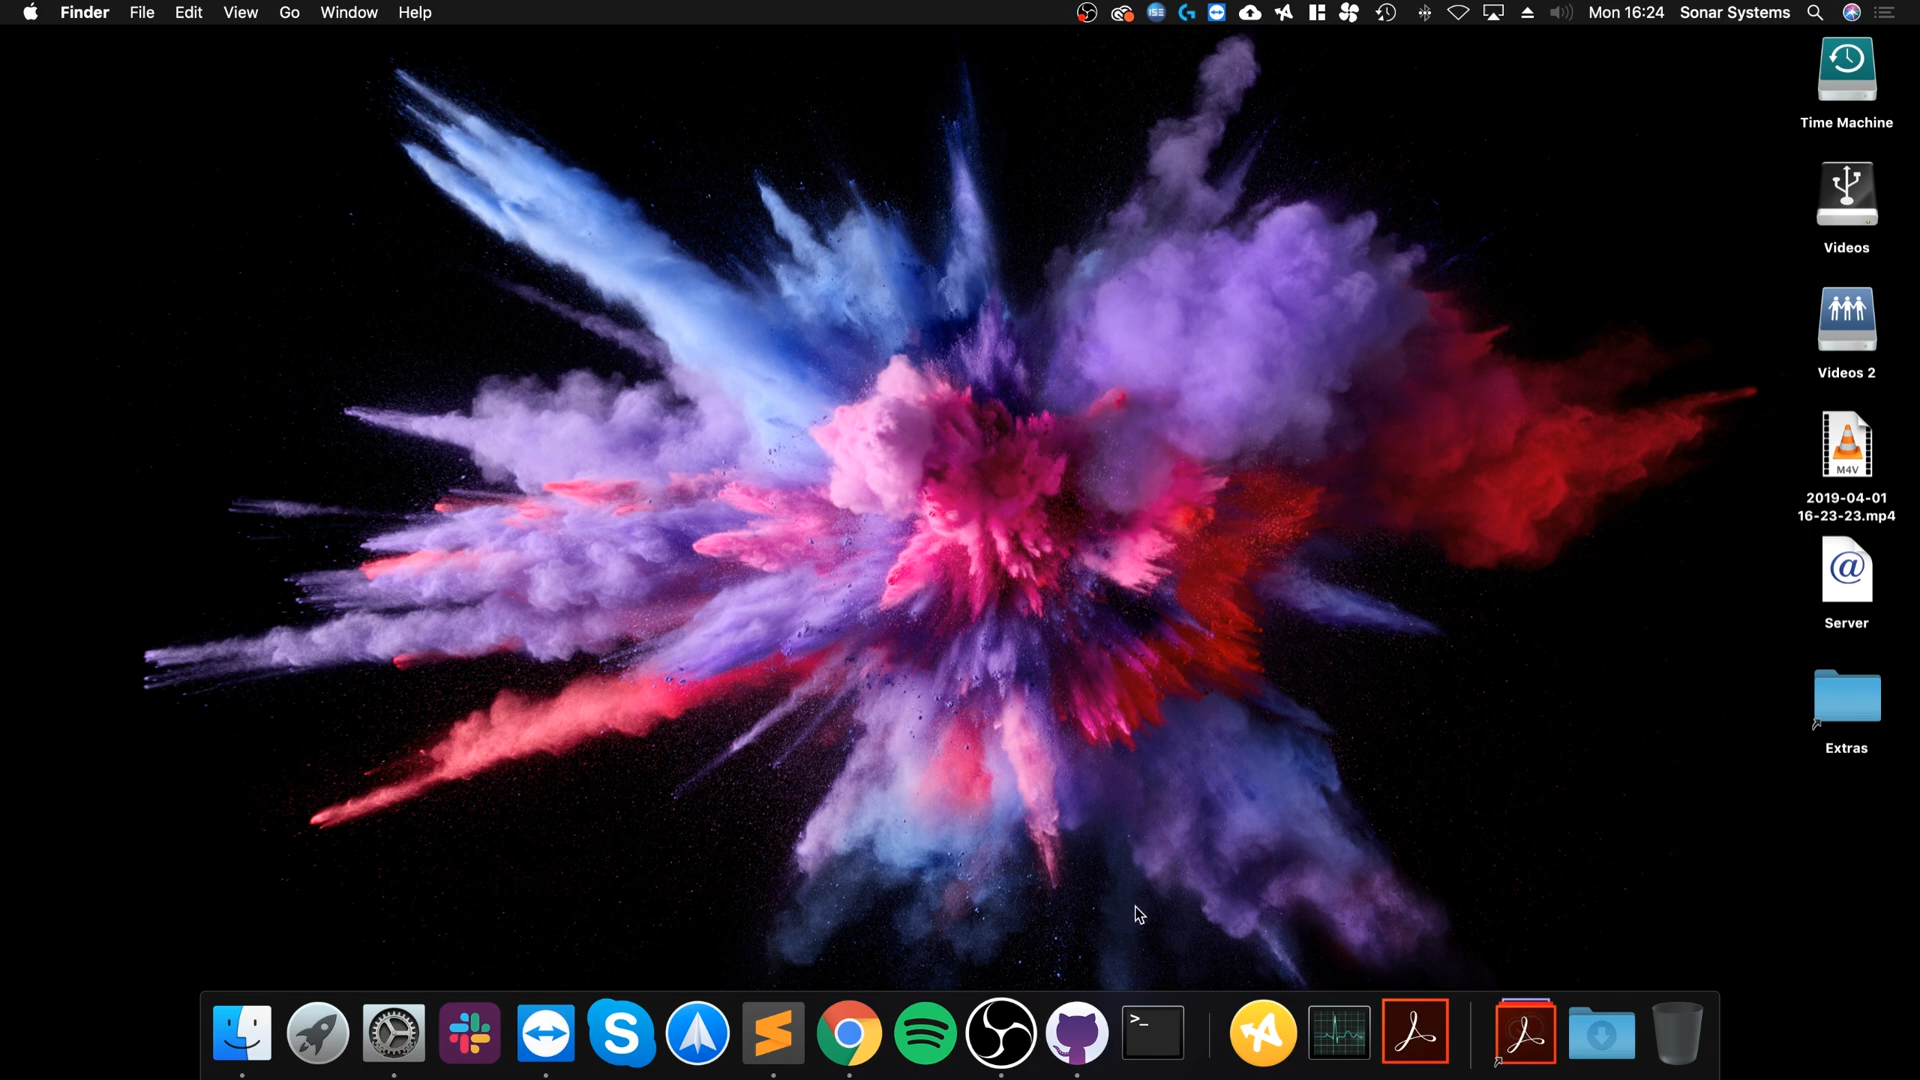 Finder File Edit View Go Window Help
ISE
Mon 16:24 Sonar Systems
Time Machine
Videos
Videos 2
M4V
2019-04-01
16-23-23.mp4
@
Server
Extras
S
>_